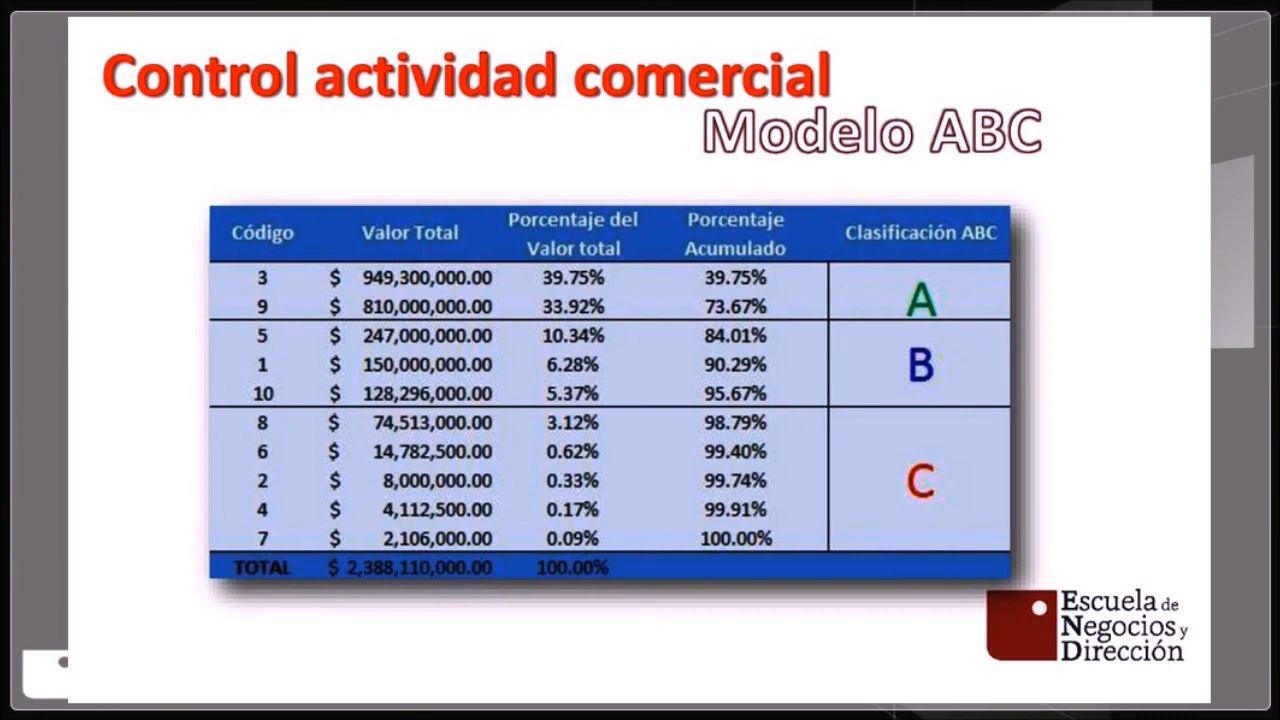 Control actividad comercial
Modelo ABC
Código Valor Total Porcentaje del Valor total Porcentaje Acumulado Clasificación ABC
3 $ 949,300,000.00 39.75% 39.75%
9 $ 810,000,000.00 33.92% 73.67%
A
5 $ 247,000,000.00 10.34% 84.01%
1 $ 150,000,000.00 6.28% 90.29%
B
10 $ 128,296,000.00 5.37% 95.67%
8 $ 74,513,000.00 3.12% 98.79%
6 $ 14,782,500.00 0.62% 99.40%
2 $ 8,000,000.00 0.33% 99.74%
C
4 $ 4,112,500.00 0.17% 99.91%
7 $ 2,106,000.00 0.09% 100.00%
TOTAL $ 2,388,110,000.00 100.00%
Escuela de
Negocios y
Dirección